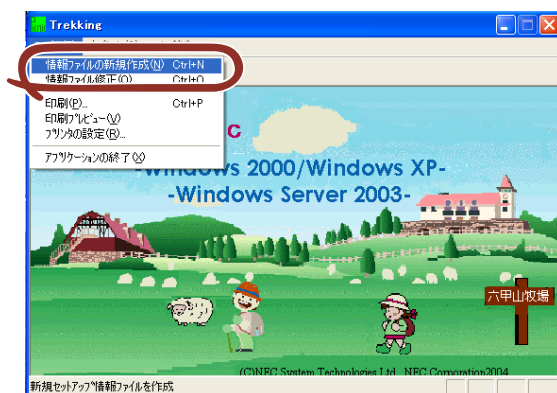 Trekking
情報ファイルの新規作成(N) Ctrl+N
情報ファイル修正(O) Ctrl+O
印刷(P)... Ctrl+P
印刷プレビュー(V)
プリンタの設定(R)...
アプリケーションの終了(X)
C
-Windows 2000/Windows XP-
-Windows Server 2003-
六甲山牧場
(C)NEC System Technologies Ltd., NEC Corporation2004
新規セットアップ情報ファイルを作成